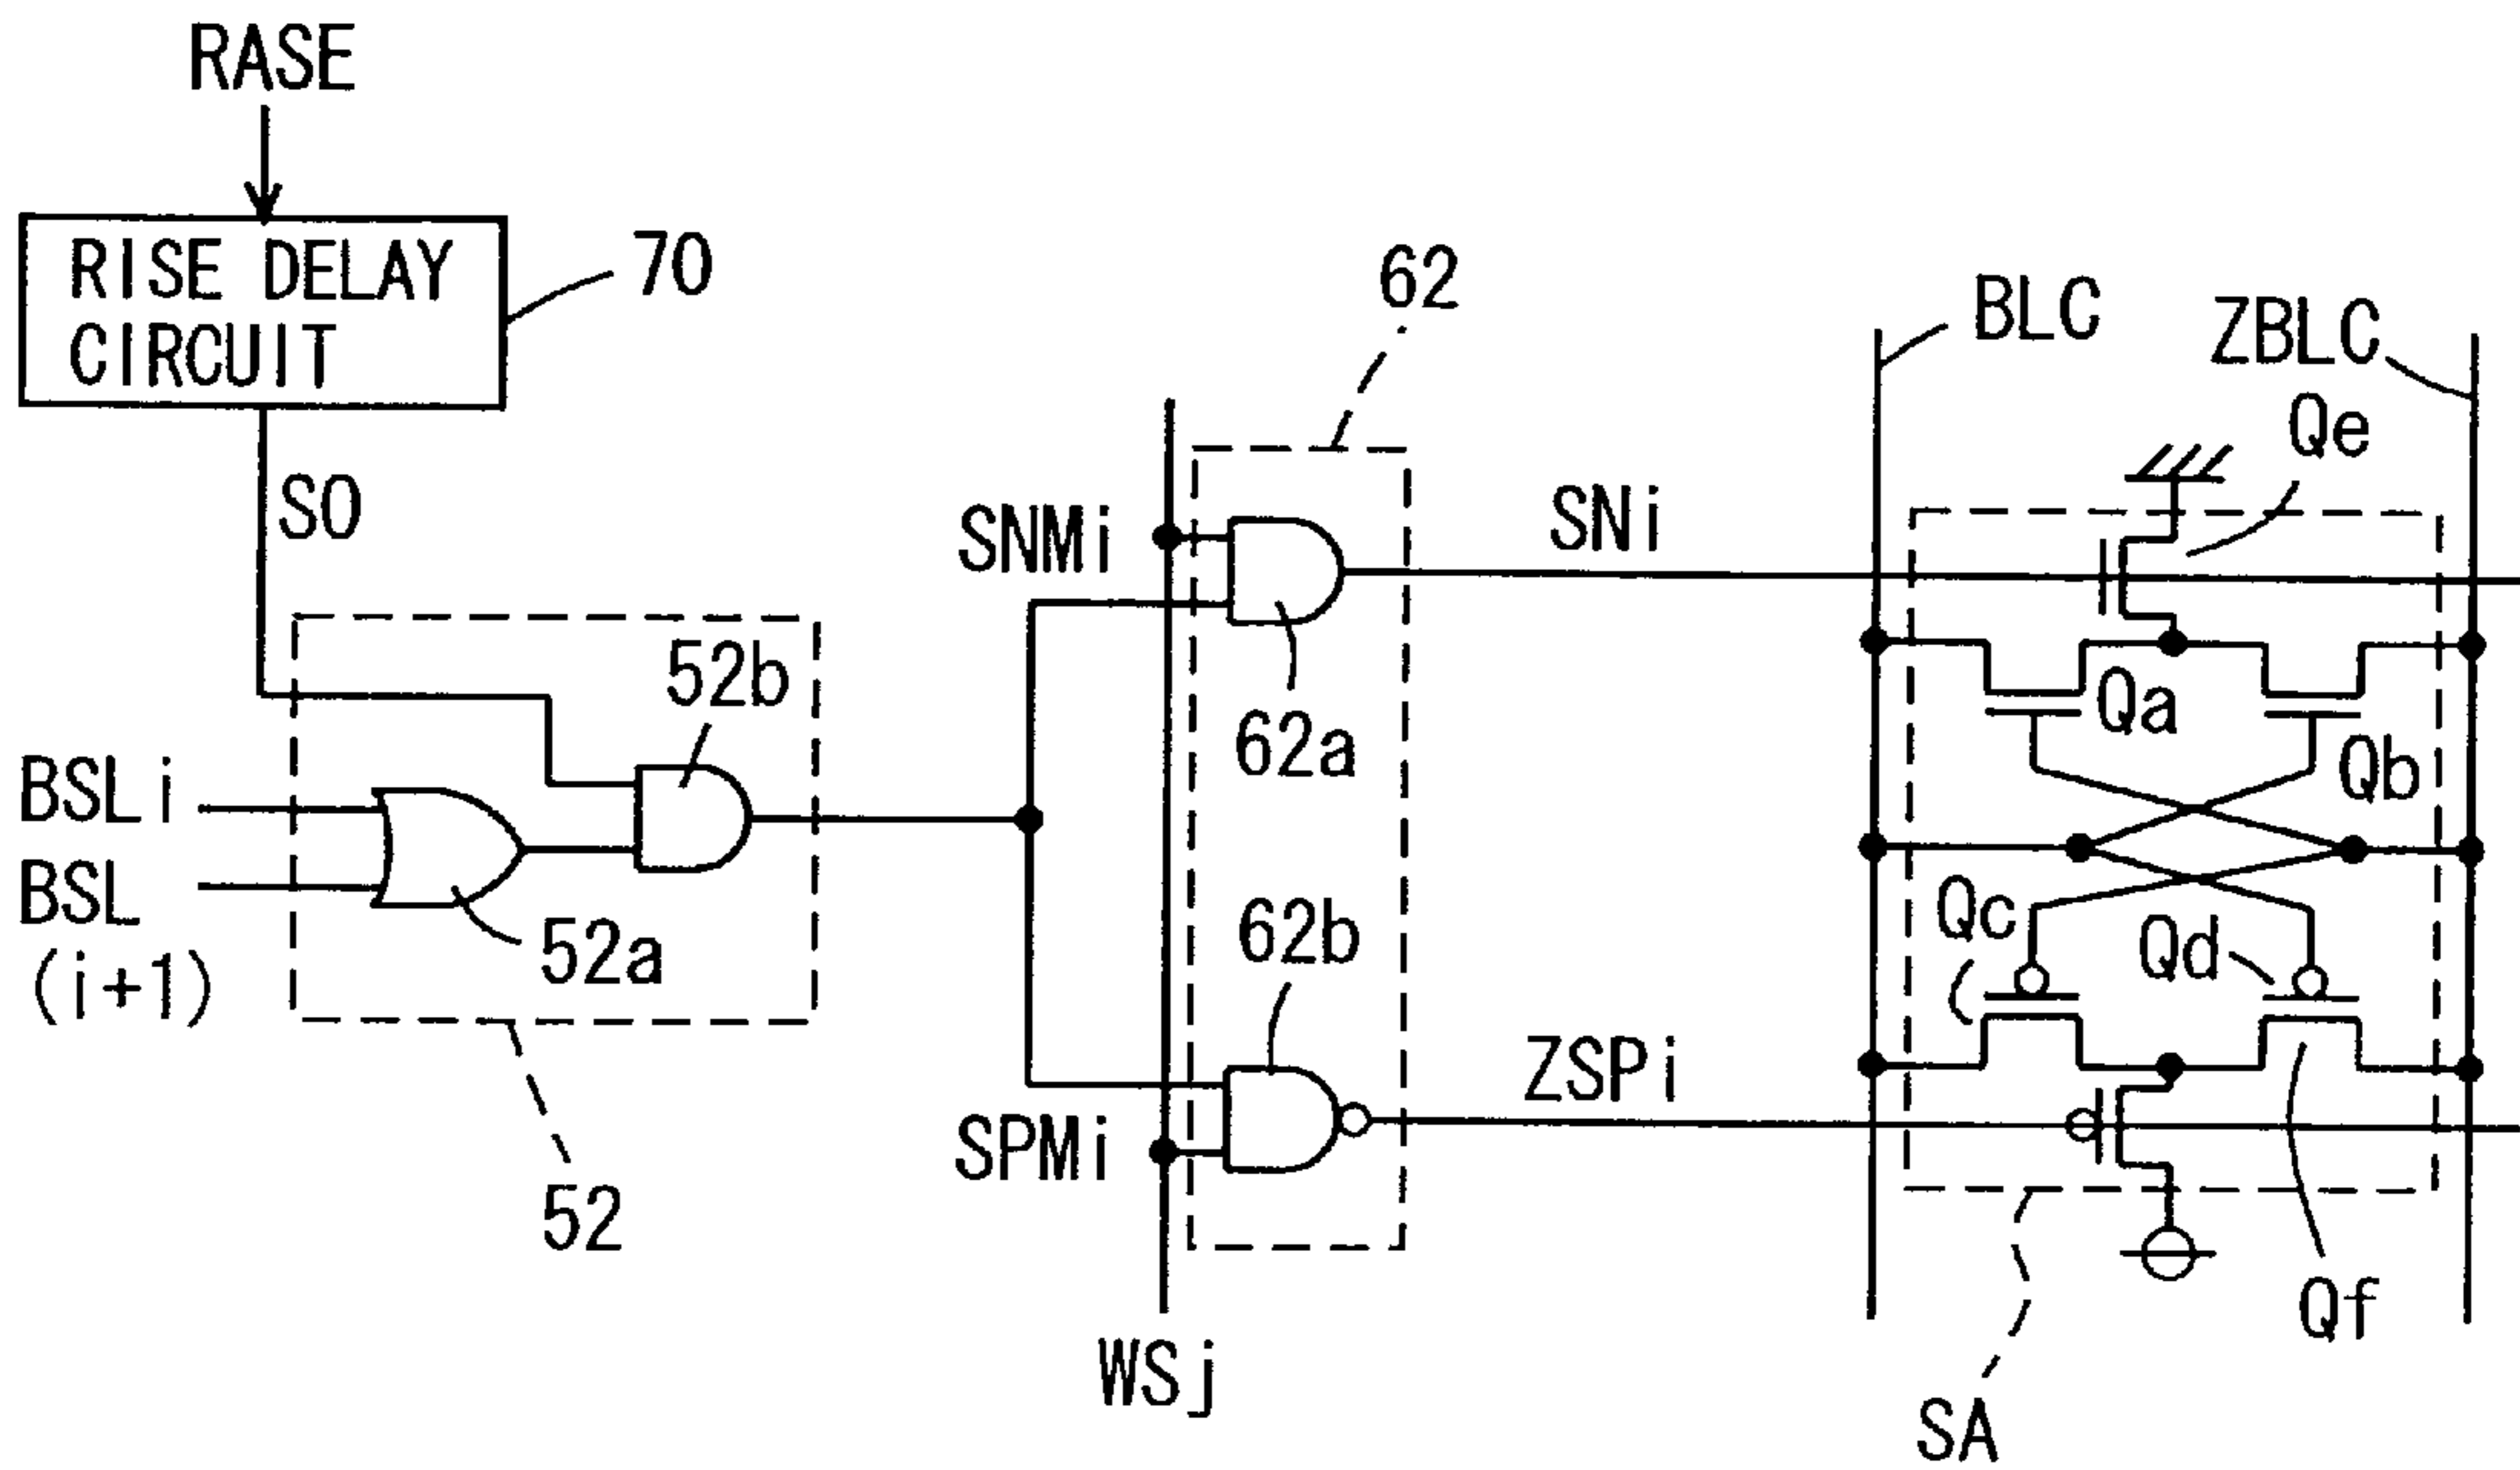 RASE
RISE DELAY
CIRCUIT
70
62
BLC
ZBLC
Qe
SO
SNMi
SNi
52b
62a
Qa
Qb
BSLi
BSL
(i+1)
52a
62b
Qc
Qd
SPMi
ZSPi
52
WSj
Qf
SA